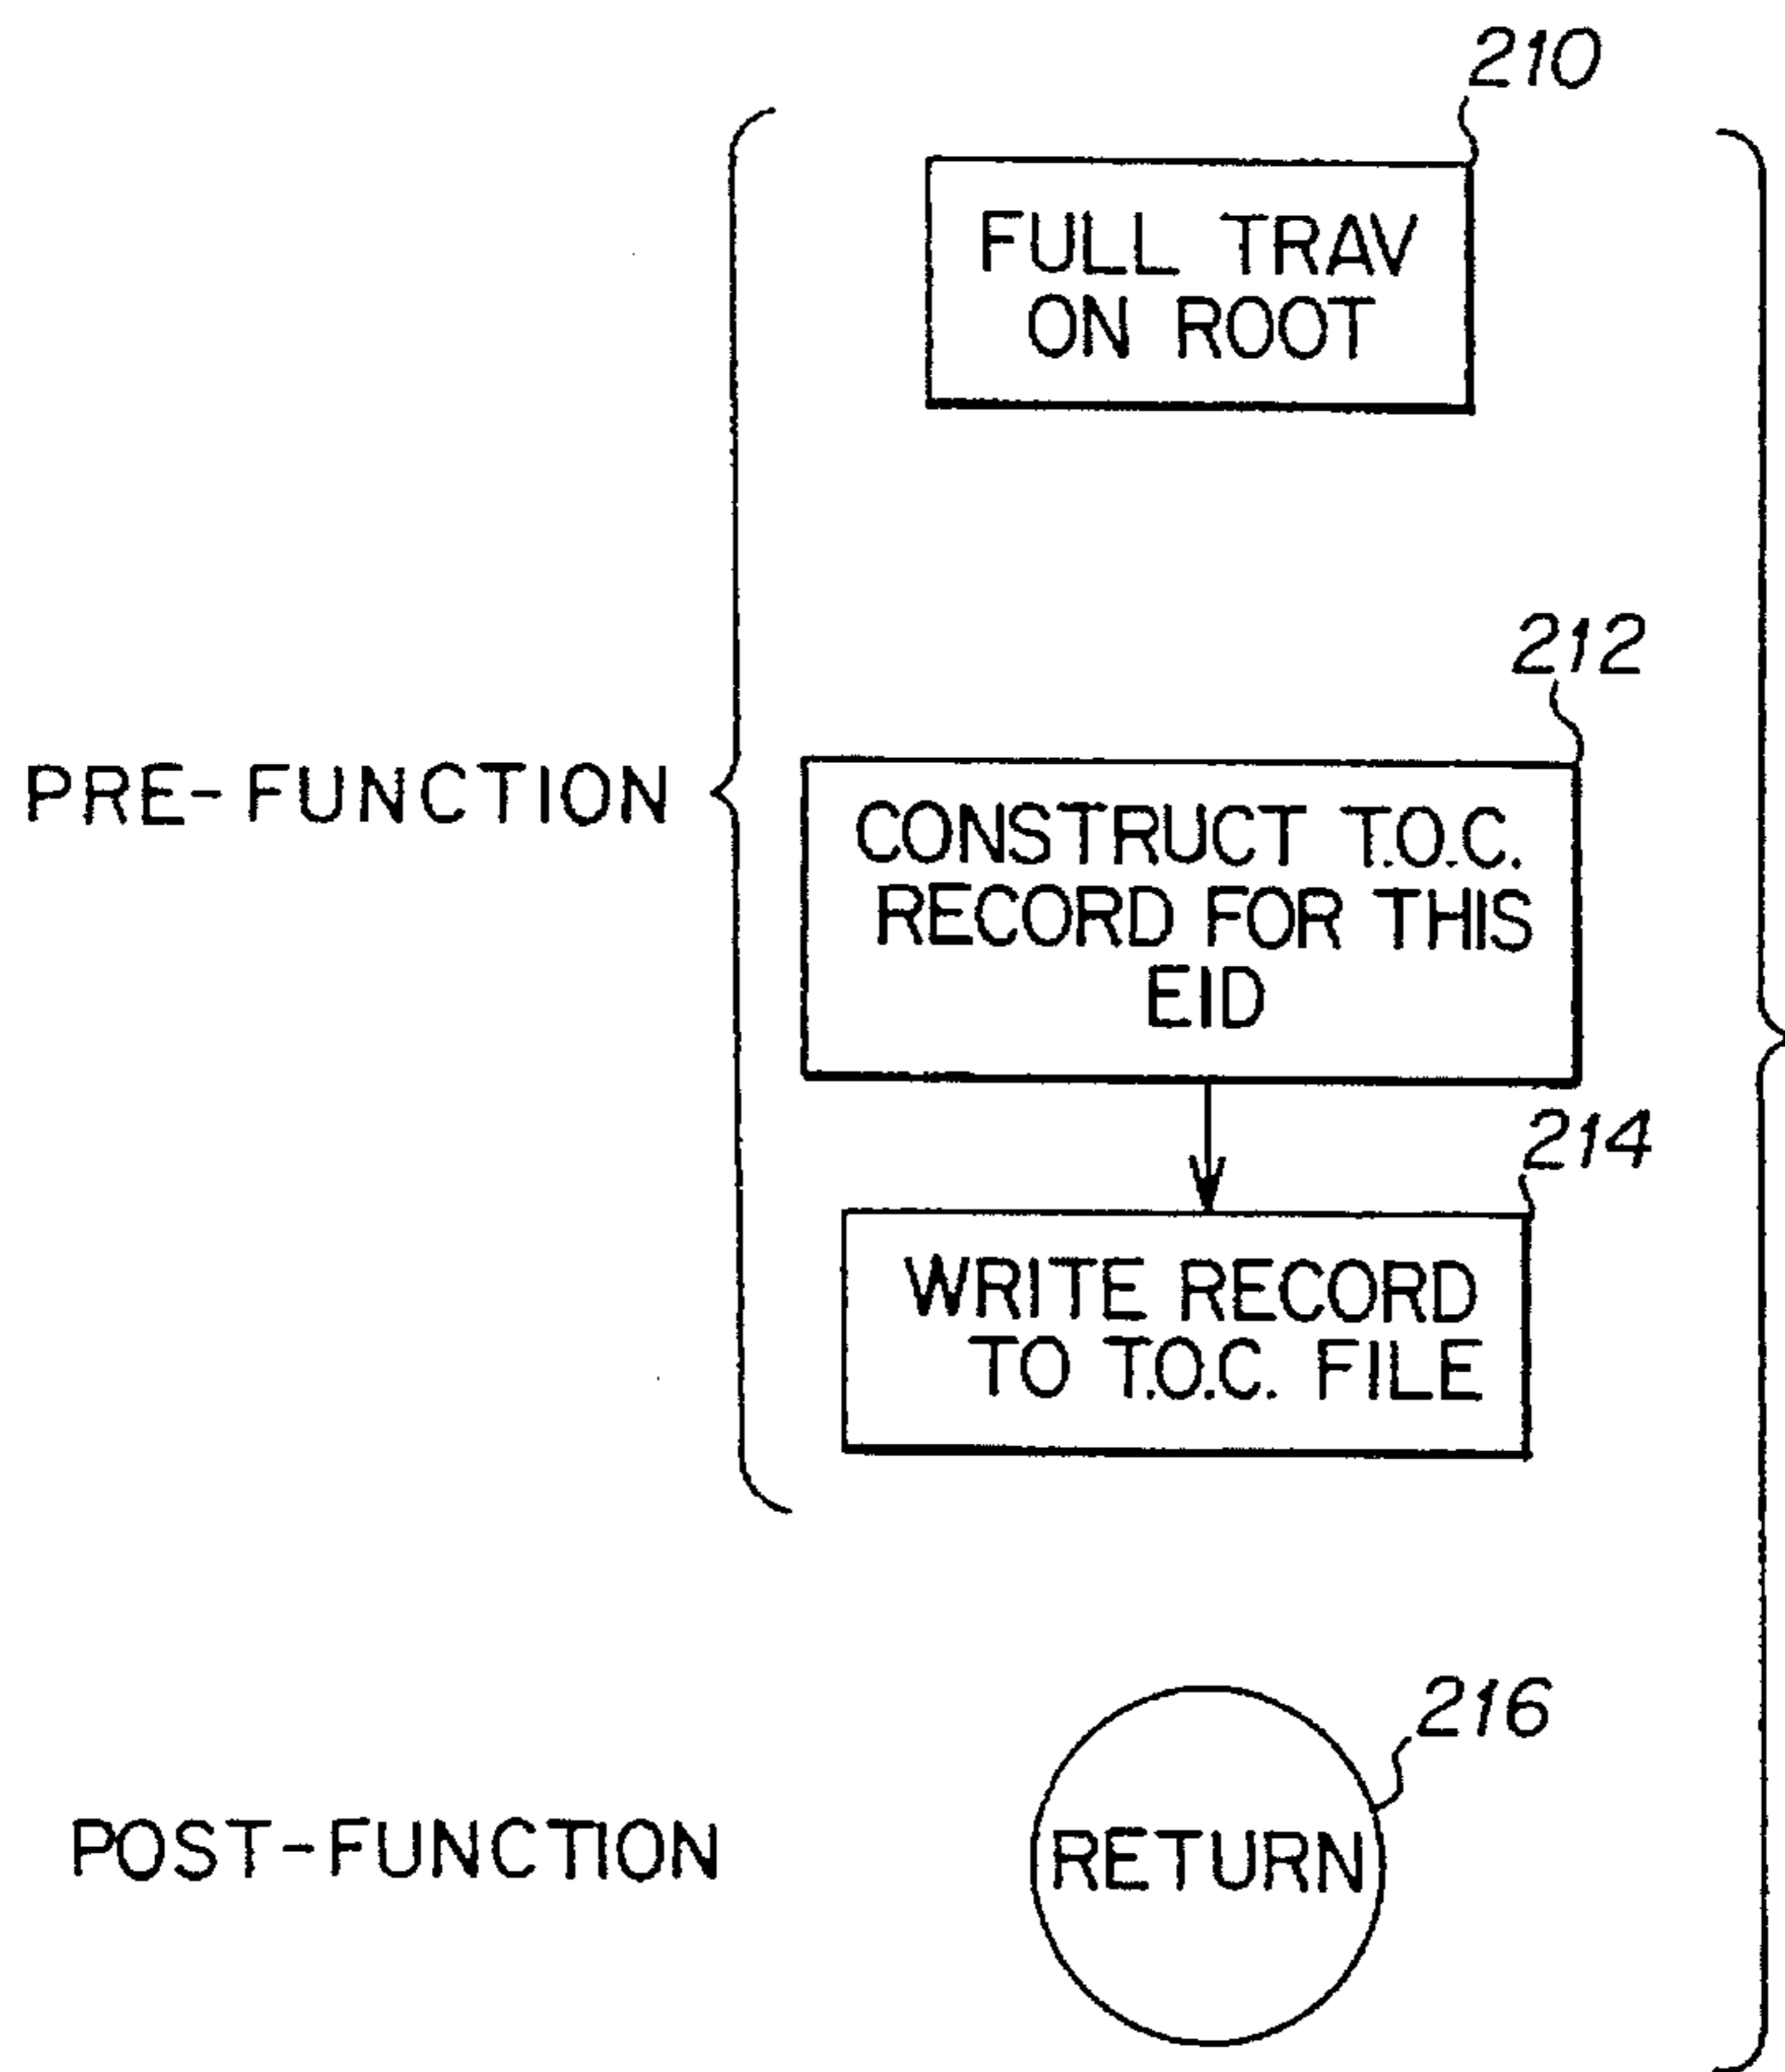 210
FULL TRAV
ON ROOT
212
PRE-FUNCTION
CONSTRUCT T.O.C.
RECORD FOR THIS
EID
214
WRITE RECORD
TO T.O.C. FILE
216
POST-FUNCTION
RETURN